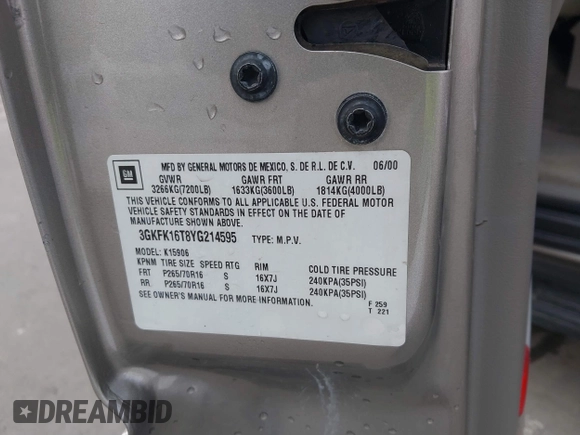 GM
MFD BY GENERAL MOTORS DE MEXICO, S. DE R.L. DE C.V. 06/00
GVWR GAWR FRT GAWR RR
3266KG(7200LB) 1633KG(3600LB) 1814KG(4000LB)
THIS VEHICLE CONFORMS TO ALL APPLICABLE U.S. FEDERAL MOTOR
VEHICLE SAFETY STANDARDS IN EFFECT ON THE DATE OF
MANUFACTURE SHOWN ABOVE.
3GKFK16T8YG214595 TYPE: M.P.V.
MODEL: K15906
KPNM TIRE SIZE SPEED RTG RIM COLD TIRE PRESSURE
FRT P265/70R16 S 16X7J 240KPA(35PSI)
RR P265/70R16 S 16X7J 240KPA(35PSI)
SEE OWNER'S MANUAL FOR MORE INFORMATION.
F 259
T 221
DREAMBID